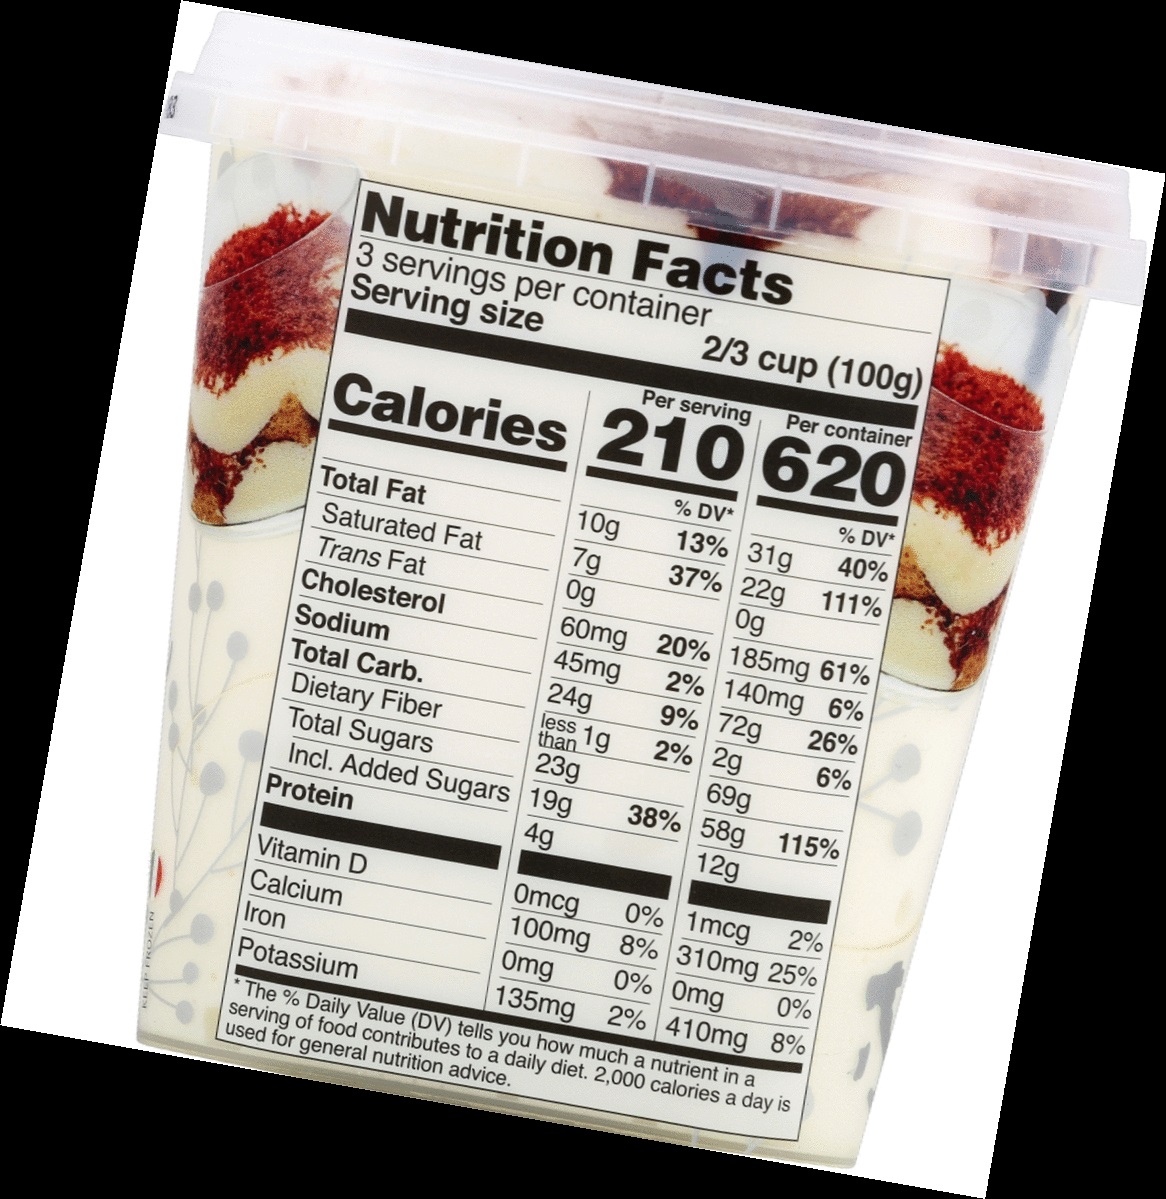 Nutrition Facts
3 servings per container
Serving size 2/3 cup (100g)
Calories Per serving 210 Per container 620
% DV* % DV*
Total Fat 10g 13% 31g 40%
Saturated Fat 7g 37% 22g 111%
Trans Fat 0g 0g
Cholesterol 60mg 20% 185mg 61%
Sodium 45mg 2% 140mg 6%
Total Carb. 24g 9% 72g 26%
Dietary Fiber less than 1g 2% 2g 6%
Total Sugars 23g 69g
Incl. Added Sugars 19g 38% 58g 115%
Protein 4g 12g
Vitamin D 0mcg 0% 1mcg 2%
Calcium 100mg 8% 310mg 25%
Iron 0mg 0% 0mg 0%
Potassium 135mg 2% 410mg 8%
* The % Daily Value (DV) tells you how much a nutrient in a
serving of food contributes to a daily diet. 2,000 calories a day is
used for general nutrition advice.
KEEP FROZEN